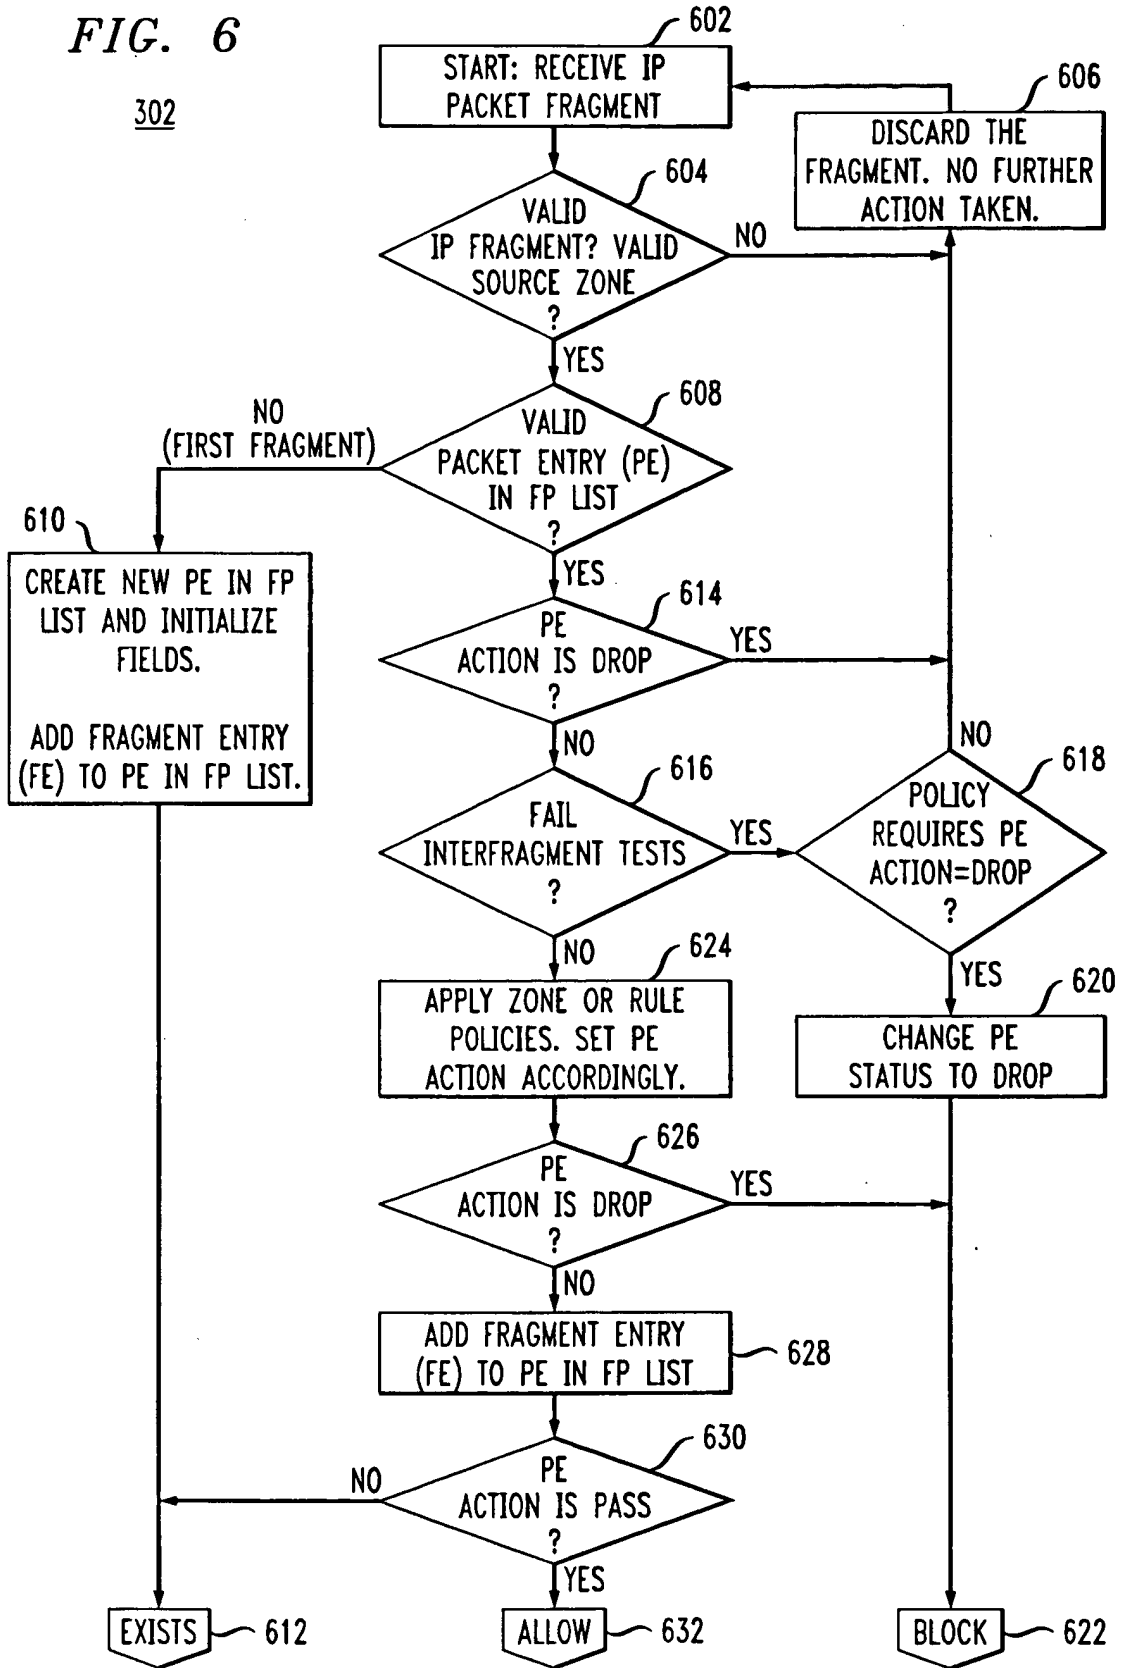 FIG. 6
302
602
START: RECEIVE IP
PACKET FRAGMENT
606
DISCARD THE
FRAGMENT. NO FURTHER
ACTION TAKEN.
604
VALID
IP FRAGMENT? VALID
SOURCE ZONE
?
NO
YES
608
VALID
PACKET ENTRY (PE)
IN FP LIST
?
NO
(FIRST FRAGMENT)
YES
610
CREATE NEW PE IN FP
LIST AND INITIALIZE
FIELDS.
ADD FRAGMENT ENTRY
(FE) TO PE IN FP LIST.
614
PE
ACTION IS DROP
?
YES
NO
616
FAIL
INTERFRAGMENT TESTS
?
YES
NO
618
POLICY
REQUIRES PE
ACTION=DROP
?
NO
YES
624
APPLY ZONE OR RULE
POLICIES. SET PE
ACTION ACCORDINGLY.
620
CHANGE PE
STATUS TO DROP
626
PE
ACTION IS DROP
?
YES
NO
ADD FRAGMENT ENTRY
(FE) TO PE IN FP LIST
628
630
PE
ACTION IS PASS
?
NO
YES
EXISTS
612
ALLOW
632
BLOCK
622